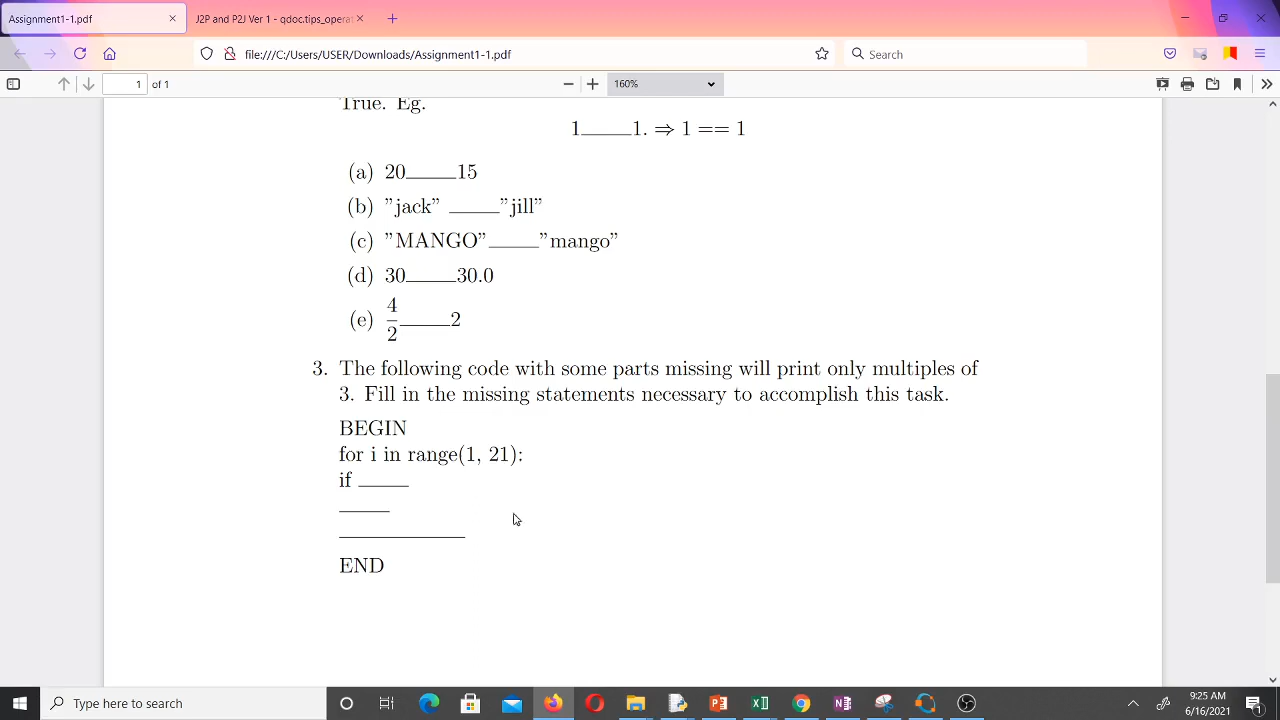 Assignment1-1.pdf
J2P and P2J Ver 1 - qdoc.tips_operat
file:///C:/Users/USER/Downloads/Assignment1-1.pdf
Search
1 of 1
160%
True. Eg.
1_____1. ⇒ 1 == 1
(a) 20_____15
(b) ”jack” _____”jill”
(c) ”MANGO”_____”mango”
(d) 30_____30.0
(e) 4/2_____2
3. The following code with some parts missing will print only multiples of
3. Fill in the missing statements necessary to accomplish this task.
BEGIN
for i in range(1, 21):
if _____
_____
_____________
END
Type here to search
9:25 AM
6/16/2021
1